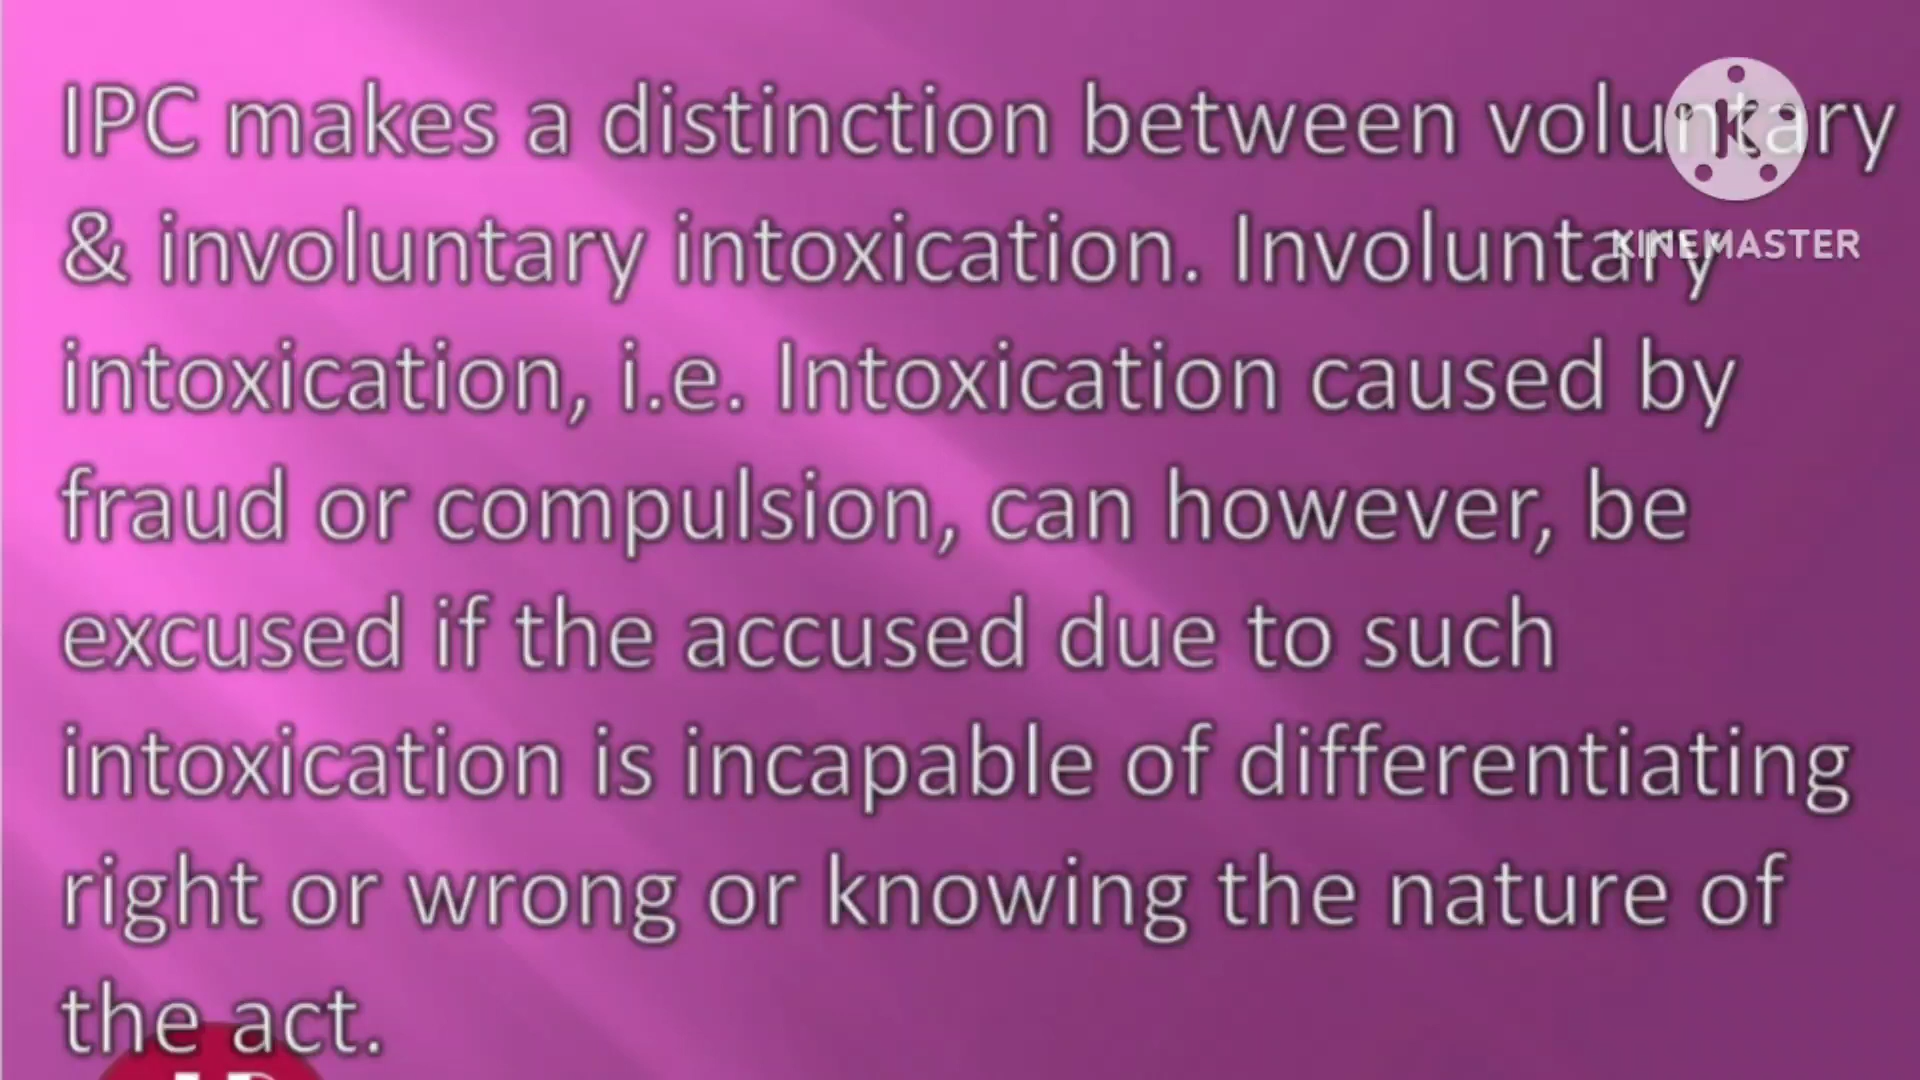 IPC makes a distinction between voluntary
& involuntary intoxication. Involuntary
intoxication, i.e. Intoxication caused by
fraud or compulsion, can however, be
excused if the accused due to such
intoxication is incapable of differentiating
right or wrong or knowing the nature of
the act.
K
KINEMASTER